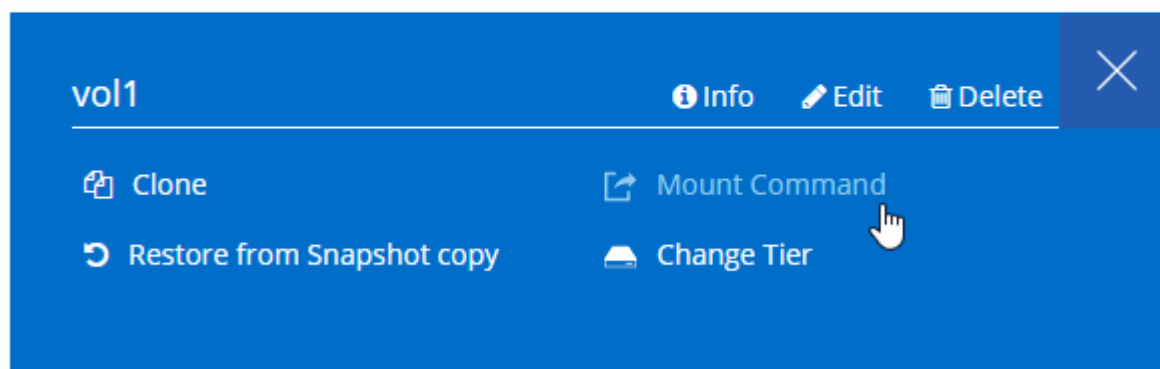 vol1 Info Edit Delete
Clone Mount Command
Restore from Snapshot copy Change Tier